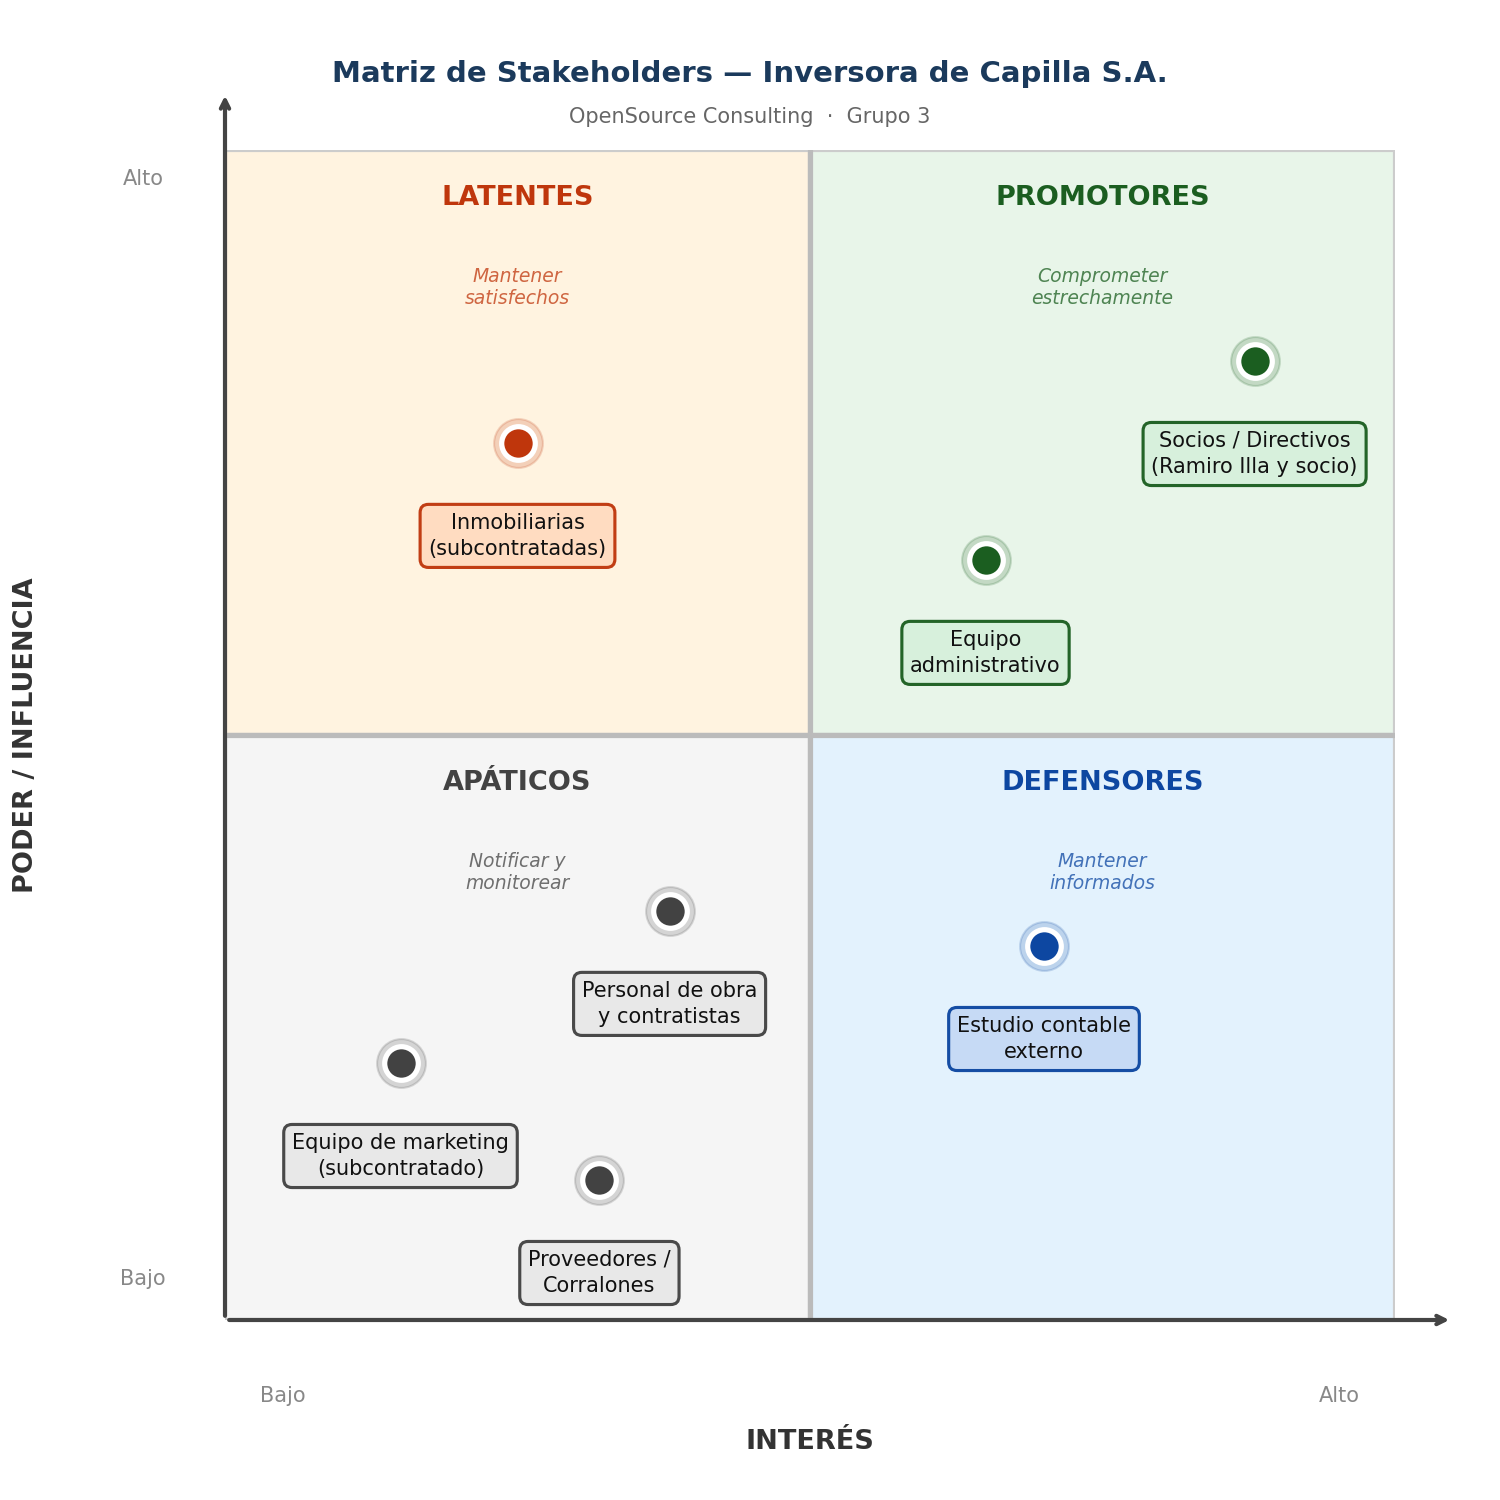 Matriz de Stakeholders — Inversora de Capilla S.A.
OpenSource Consulting · Grupo 3
Alto
PODER / INFLUENCIA
Bajo
LATENTES
Mantener
satisfechos
Inmobiliarias
(subcontratadas)
PROMOTORES
Comprometer
estrechamente
Socios / Directivos
(Ramiro Illa y socio)
Equipo
administrativo
APÁTICOS
Notificar y
monitorear
Personal de obra
y contratistas
Equipo de marketing
(subcontratado)
Proveedores /
Corralones
DEFENSORES
Mantener
informados
Estudio contable
externo
Bajo
Alto
INTERÉS